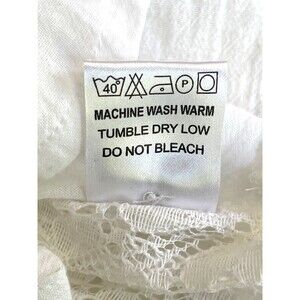 40° P
MACHINE WASH WARM
TUMBLE DRY LOW
DO NOT BLEACH